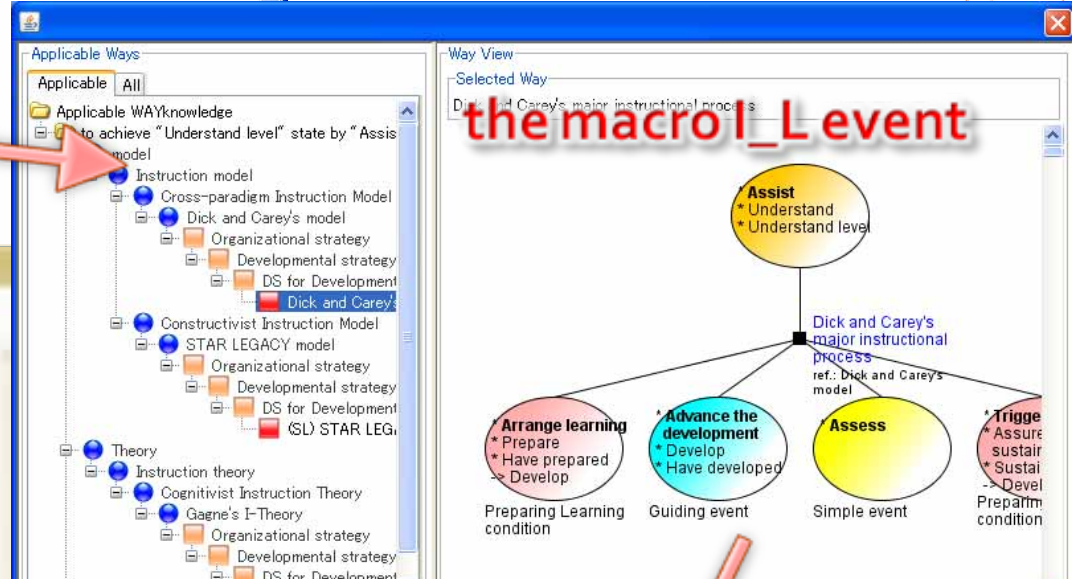 Applicable Ways
Applicable All
Applicable WAYknowledge
to achieve "Understand level" state by "Assis
model
Instruction model
Cross-paradigm Instruction Model
Dick and Carey's model
Organizational strategy
Developmental strategy
DS for Development
Dick and Carey's
Constructivist Instruction Model
STAR LEGACY model
Organizational strategy
Developmental strategy
DS for Development
(SL) STAR LEG
Theory
Instruction theory
Cognitivist Instruction Theory
Gagne's I-Theory
Organizational strategy
Developmental strategy
DS for Development
Way View
Selected Way
Dick and Carey's major instructional process
the macro I_L event
* Assist
* Understand
* Understand level
Dick and Carey's
major instructional
process
ref.: Dick and Carey's
model
* Arrange learning
* Prepare
* Have prepared
-> Develop
Preparing Learning
condition
* Advance the
development
* Develop
* Have developed
Guiding event
* Assess
Simple event
* Trigge
* Assure
sustain
* Sustai
-> Devel
Preparin
condition